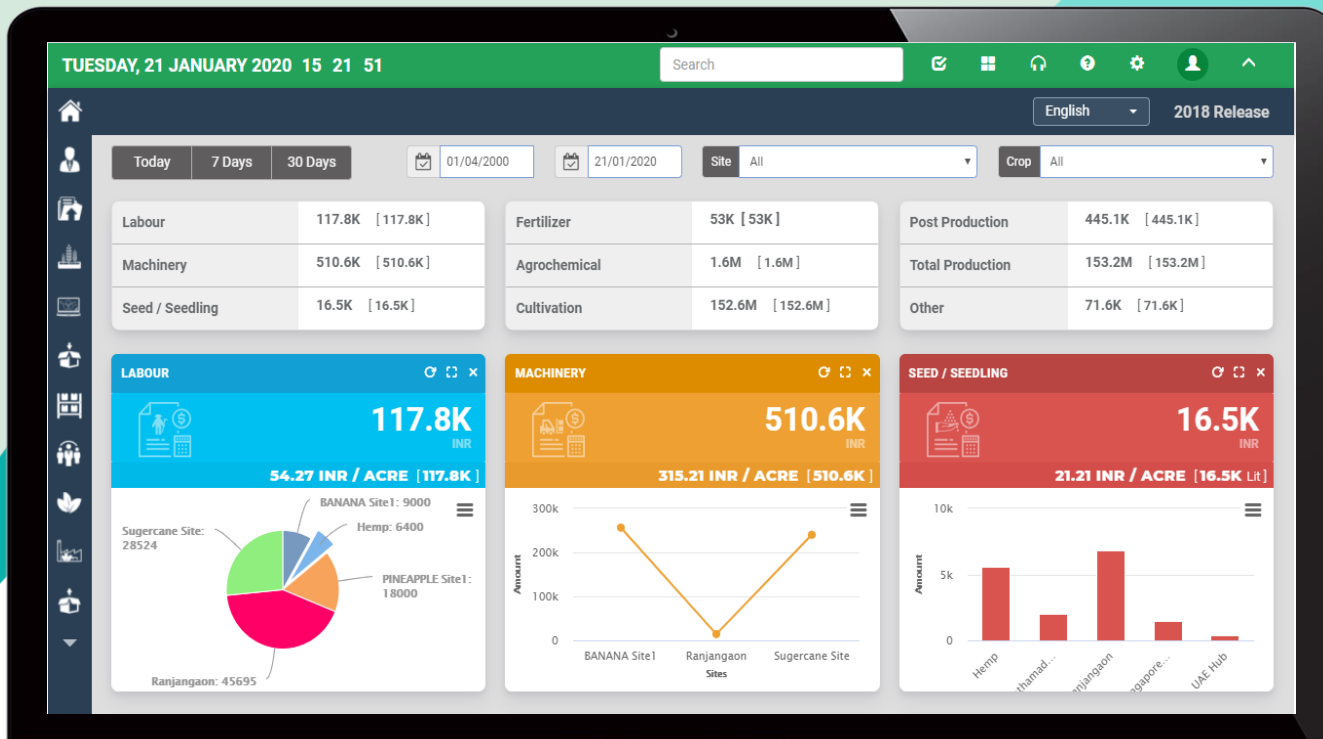 TUESDAY, 21 JANUARY 2020 15 21 51
Search
English
2018 Release
Today 7 Days 30 Days
01/04/2000
21/01/2020
Site All
Crop All
Labour 117.8K [117.8K]
Machinery 510.6K [510.6K]
Seed / Seedling 16.5K [16.5K]
Fertilizer 53K [53K]
Agrochemical 1.6M [1.6M]
Cultivation 152.6M [152.6M]
Post Production 445.1K [445.1K]
Total Production 153.2M [153.2M]
Other 71.6K [71.6K]
LABOUR
117.8K
INR
54.27 INR / ACRE [117.8K]
BANANA Site1: 9000
Hemp: 6400
Sugercane Site:
28524
PINEAPPLE Site1:
18000
Ranjangaon: 45695
MACHINERY
510.6K
INR
315.21 INR / ACRE [510.6K]
300k
200k
100k
0
Amount
BANANA Site1 Ranjangaon Sugercane Site
Sites
SEED / SEEDLING
16.5K
INR
21.21 INR / ACRE [16.5K Lit]
10k
5k
0
Amount
Hemp
thamad...
njangaon
ngapore...
UAE Hub